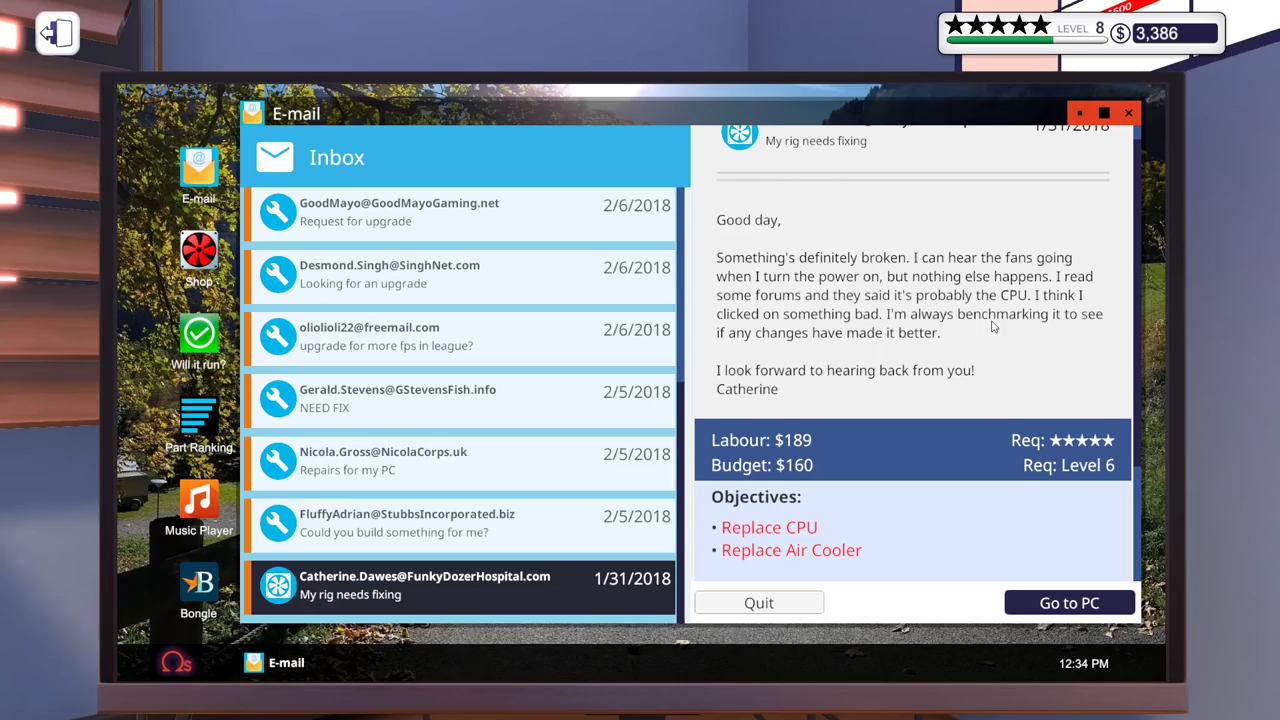 LEVEL 8
$ 3,386
E-mail
Inbox
GoodMayo@GoodMayoGaming.net
2/6/2018
Request for upgrade
Desmond.Singh@SinghNet.com
2/6/2018
Looking for an upgrade
oliolioli22@freemail.com
2/6/2018
upgrade for more fps in league?
Gerald.Stevens@GStevensFish.info
2/5/2018
NEED FIX
Nicola.Gross@NicolaCorps.uk
2/5/2018
Repairs for my PC
FluffyAdrian@StubbsIncorporated.biz
2/5/2018
Could you build something for me?
Catherine.Dawes@FunkyDozerHospital.com
1/31/2018
My rig needs fixing
1/31/2018
My rig needs fixing
Good day,
Something's definitely broken. I can hear the fans going
when I turn the power on, but nothing else happens. I read
some forums and they said it's probably the CPU. I think I
clicked on something bad. I'm always benchmarking it to see
if any changes have made it better.
I look forward to hearing back from you!
Catherine
Labour: $189
Req: ★★★★★
Budget: $160
Req: Level 6
Objectives:
• Replace CPU
• Replace Air Cooler
Quit
Go to PC
E-mail
Shop
Will it run?
Part Ranking
Music Player
Bongle
Ωs
E-mail
12:34 PM